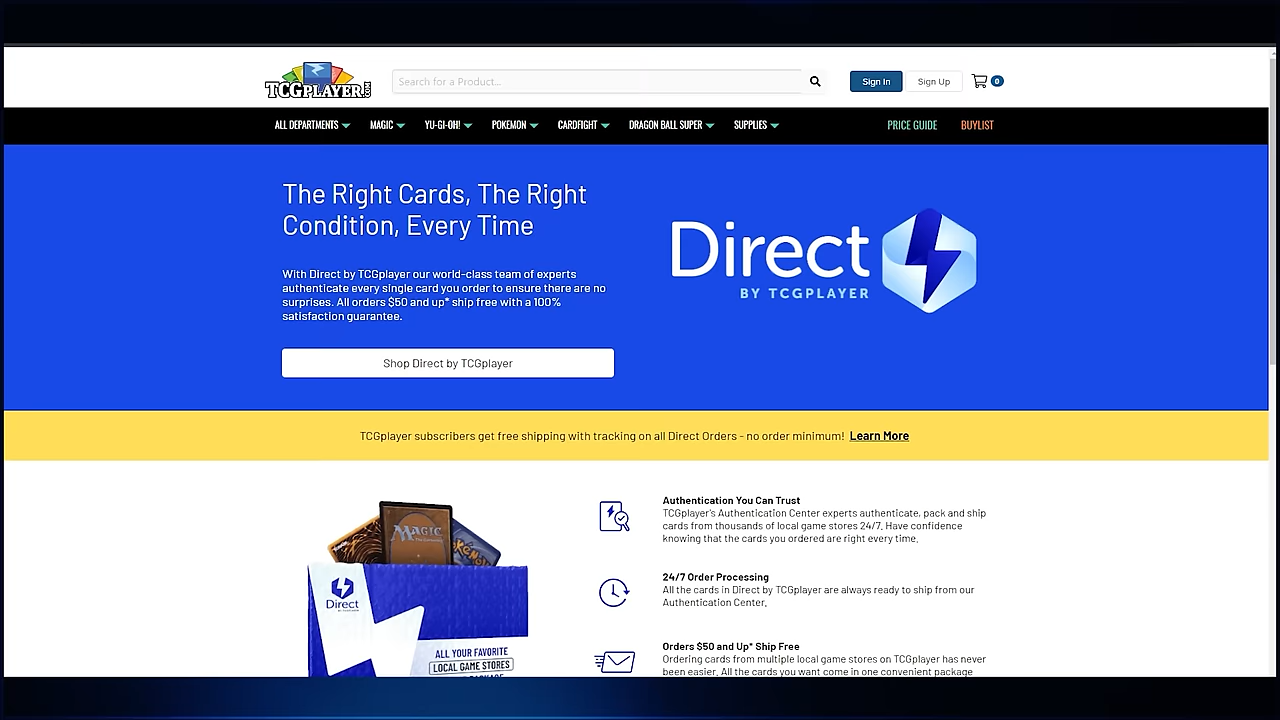 TCGPLAYER.COM
Search for a Product...
Sign In
Sign Up
0
ALL DEPARTMENTS
MAGIC
YU-GI-OH!
POKEMON
CARDFIGHT
DRAGON BALL SUPER
SUPPLIES
PRICE GUIDE
BUYLIST
The Right Cards, The Right
Condition, Every Time
With Direct by TCGplayer our world-class team of experts
authenticate every single card you order to ensure there are no
surprises. All orders $50 and up* ship free with a 100%
satisfaction guarantee.
Shop Direct by TCGplayer
Direct
BY TCGPLAYER
TCGplayer subscribers get free shipping with tracking on all Direct Orders - no order minimum! Learn More
MAGIC
Direct
ALL YOUR FAVORITE
LOCAL GAME STORES
Authentication You Can Trust
TCGplayer's Authentication Center experts authenticate, pack and ship
cards from thousands of local game stores 24/7. Have confidence
knowing that the cards you ordered are right every time.
24/7 Order Processing
All the cards in Direct by TCGplayer are always ready to ship from our
Authentication Center.
Orders $50 and Up* Ship Free
Ordering cards from multiple local game stores on TCGplayer has never
been easier. All the cards you want come in one convenient package